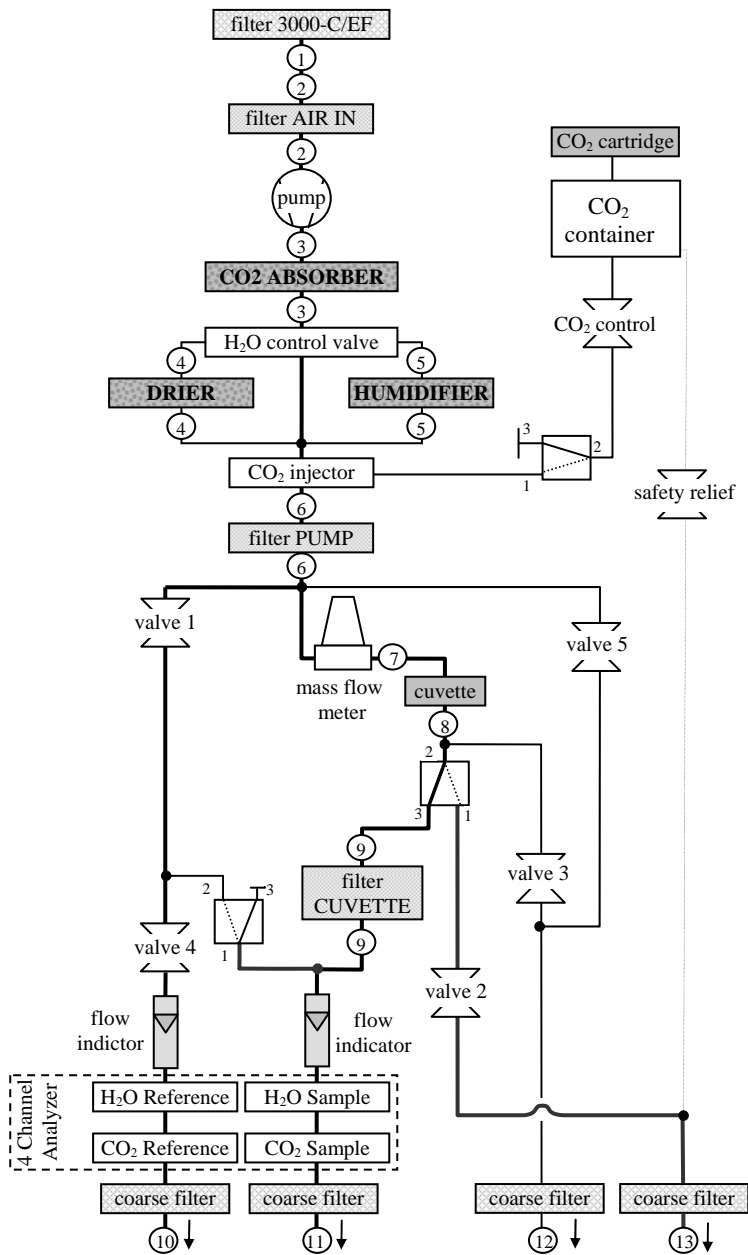 filter 3000-C/EF
1
2
filter AIR IN
2
pump
3
CO2 ABSORBER
3
H₂O control valve
4
5
DRIER
HUMIDIFIER
4
5
CO₂ injector
6
filter PUMP
6
CO₂ cartridge
CO₂
container
CO₂ control
3
2
1
safety relief
valve 1
valve 5
mass flow
meter
7
cuvette
8
2
3
1
9
filter
CUVETTE
9
valve 3
2
3
1
valve 4
valve 2
flow
indictor
flow
indicator
4 Channel
Analyzer
H₂O Reference
H₂O Sample
CO₂ Reference
CO₂ Sample
coarse filter
coarse filter
coarse filter
coarse filter
10
11
12
13